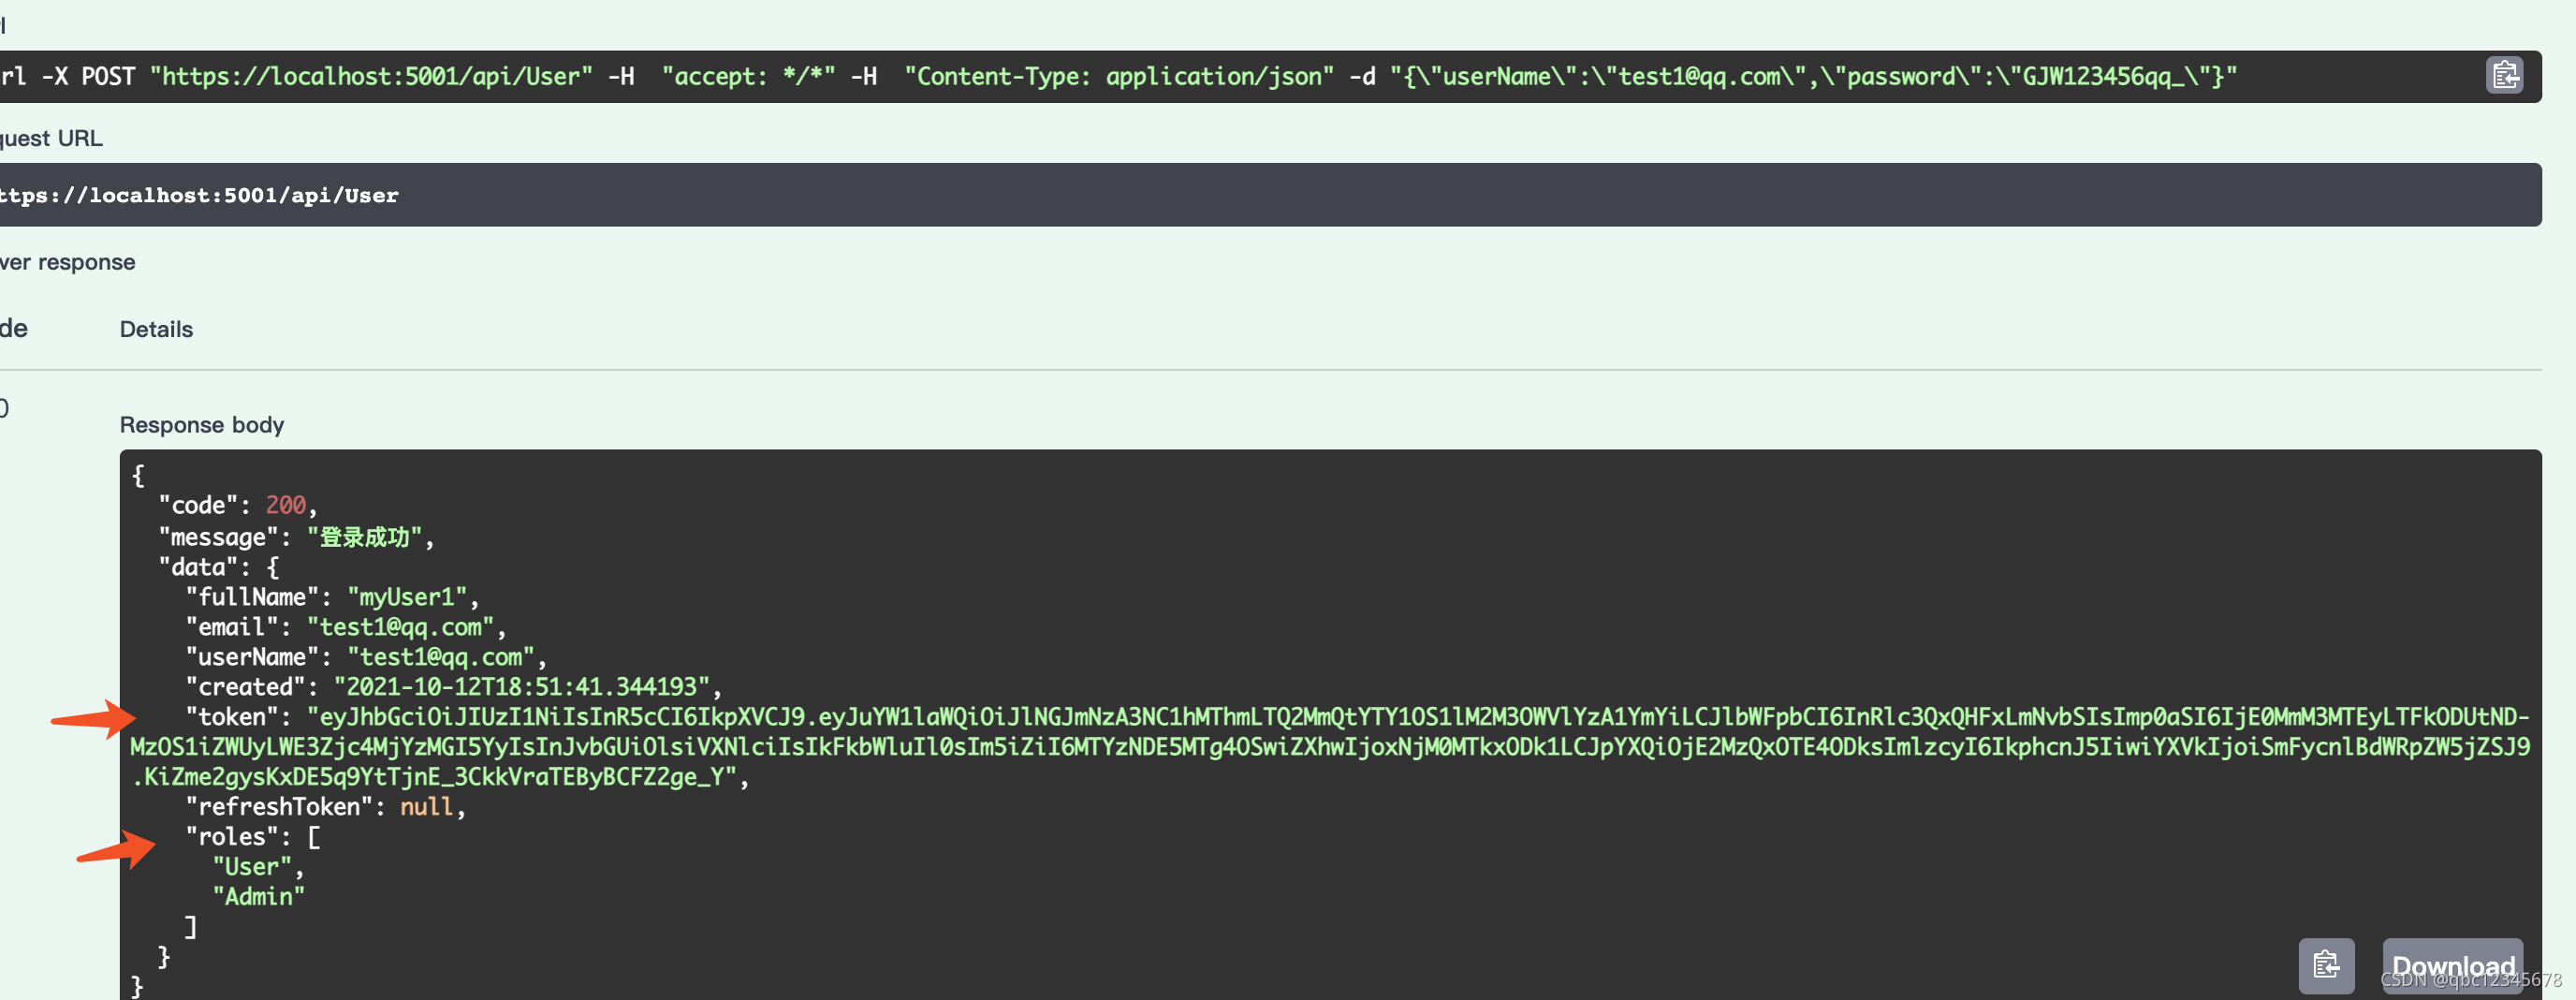 rl
rl -X POST "https://localhost:5001/api/User" -H  "accept: */*" -H  "Content-Type: application/json" -d "{\"userName\":\"test1@qq.com\",\"password\":\"GJW123456qq_\"}"
quest URL
ttps://localhost:5001/api/User
ver response
de
Details
0
Response body
{
"code": 200,
"message": "登录成功",
"data": {
"fullName": "myUser1",
"email": "test1@qq.com",
"userName": "test1@qq.com",
"created": "2021-10-12T18:51:41.344193",
"token": "eyJhbGciOiJIUzI1NiIsInR5cCI6IkpXVCJ9.eyJuYW1laWQiOiJlNGJmNzA3NC1hMThmLTQ2MmQtYTY1OS1lM2M3OWVlYzA1YmYiLCJlbWFpbCI6InRlc3QxQHFxLmNvbSIsImp0aSI6IjE0MmM3MTEyLTFkODUtND-
MzOS1iZWUyLWE3Zjc4MjYzMGI5YyIsInJvbGUiOlsiVXNlciIsIkFkbWluIl0sIm5iZiI6MTYzNDE5MTg4OSwiZXhwIjoxNjM0MTkxODk1LCJpYXQiOjE2MzQxOTE4ODksImlzcyI6IkphcnJ5IiwiYXVkIjoiSmFycnlBdWRpZW5jZSJ9
.KiZme2gysKxDE5q9YtTjnE_3CkkVraTEByBCFZ2ge_Y",
"refreshToken": null,
"roles": [
"User",
"Admin"
]
}
}
Download
CSDN @qbc12345678